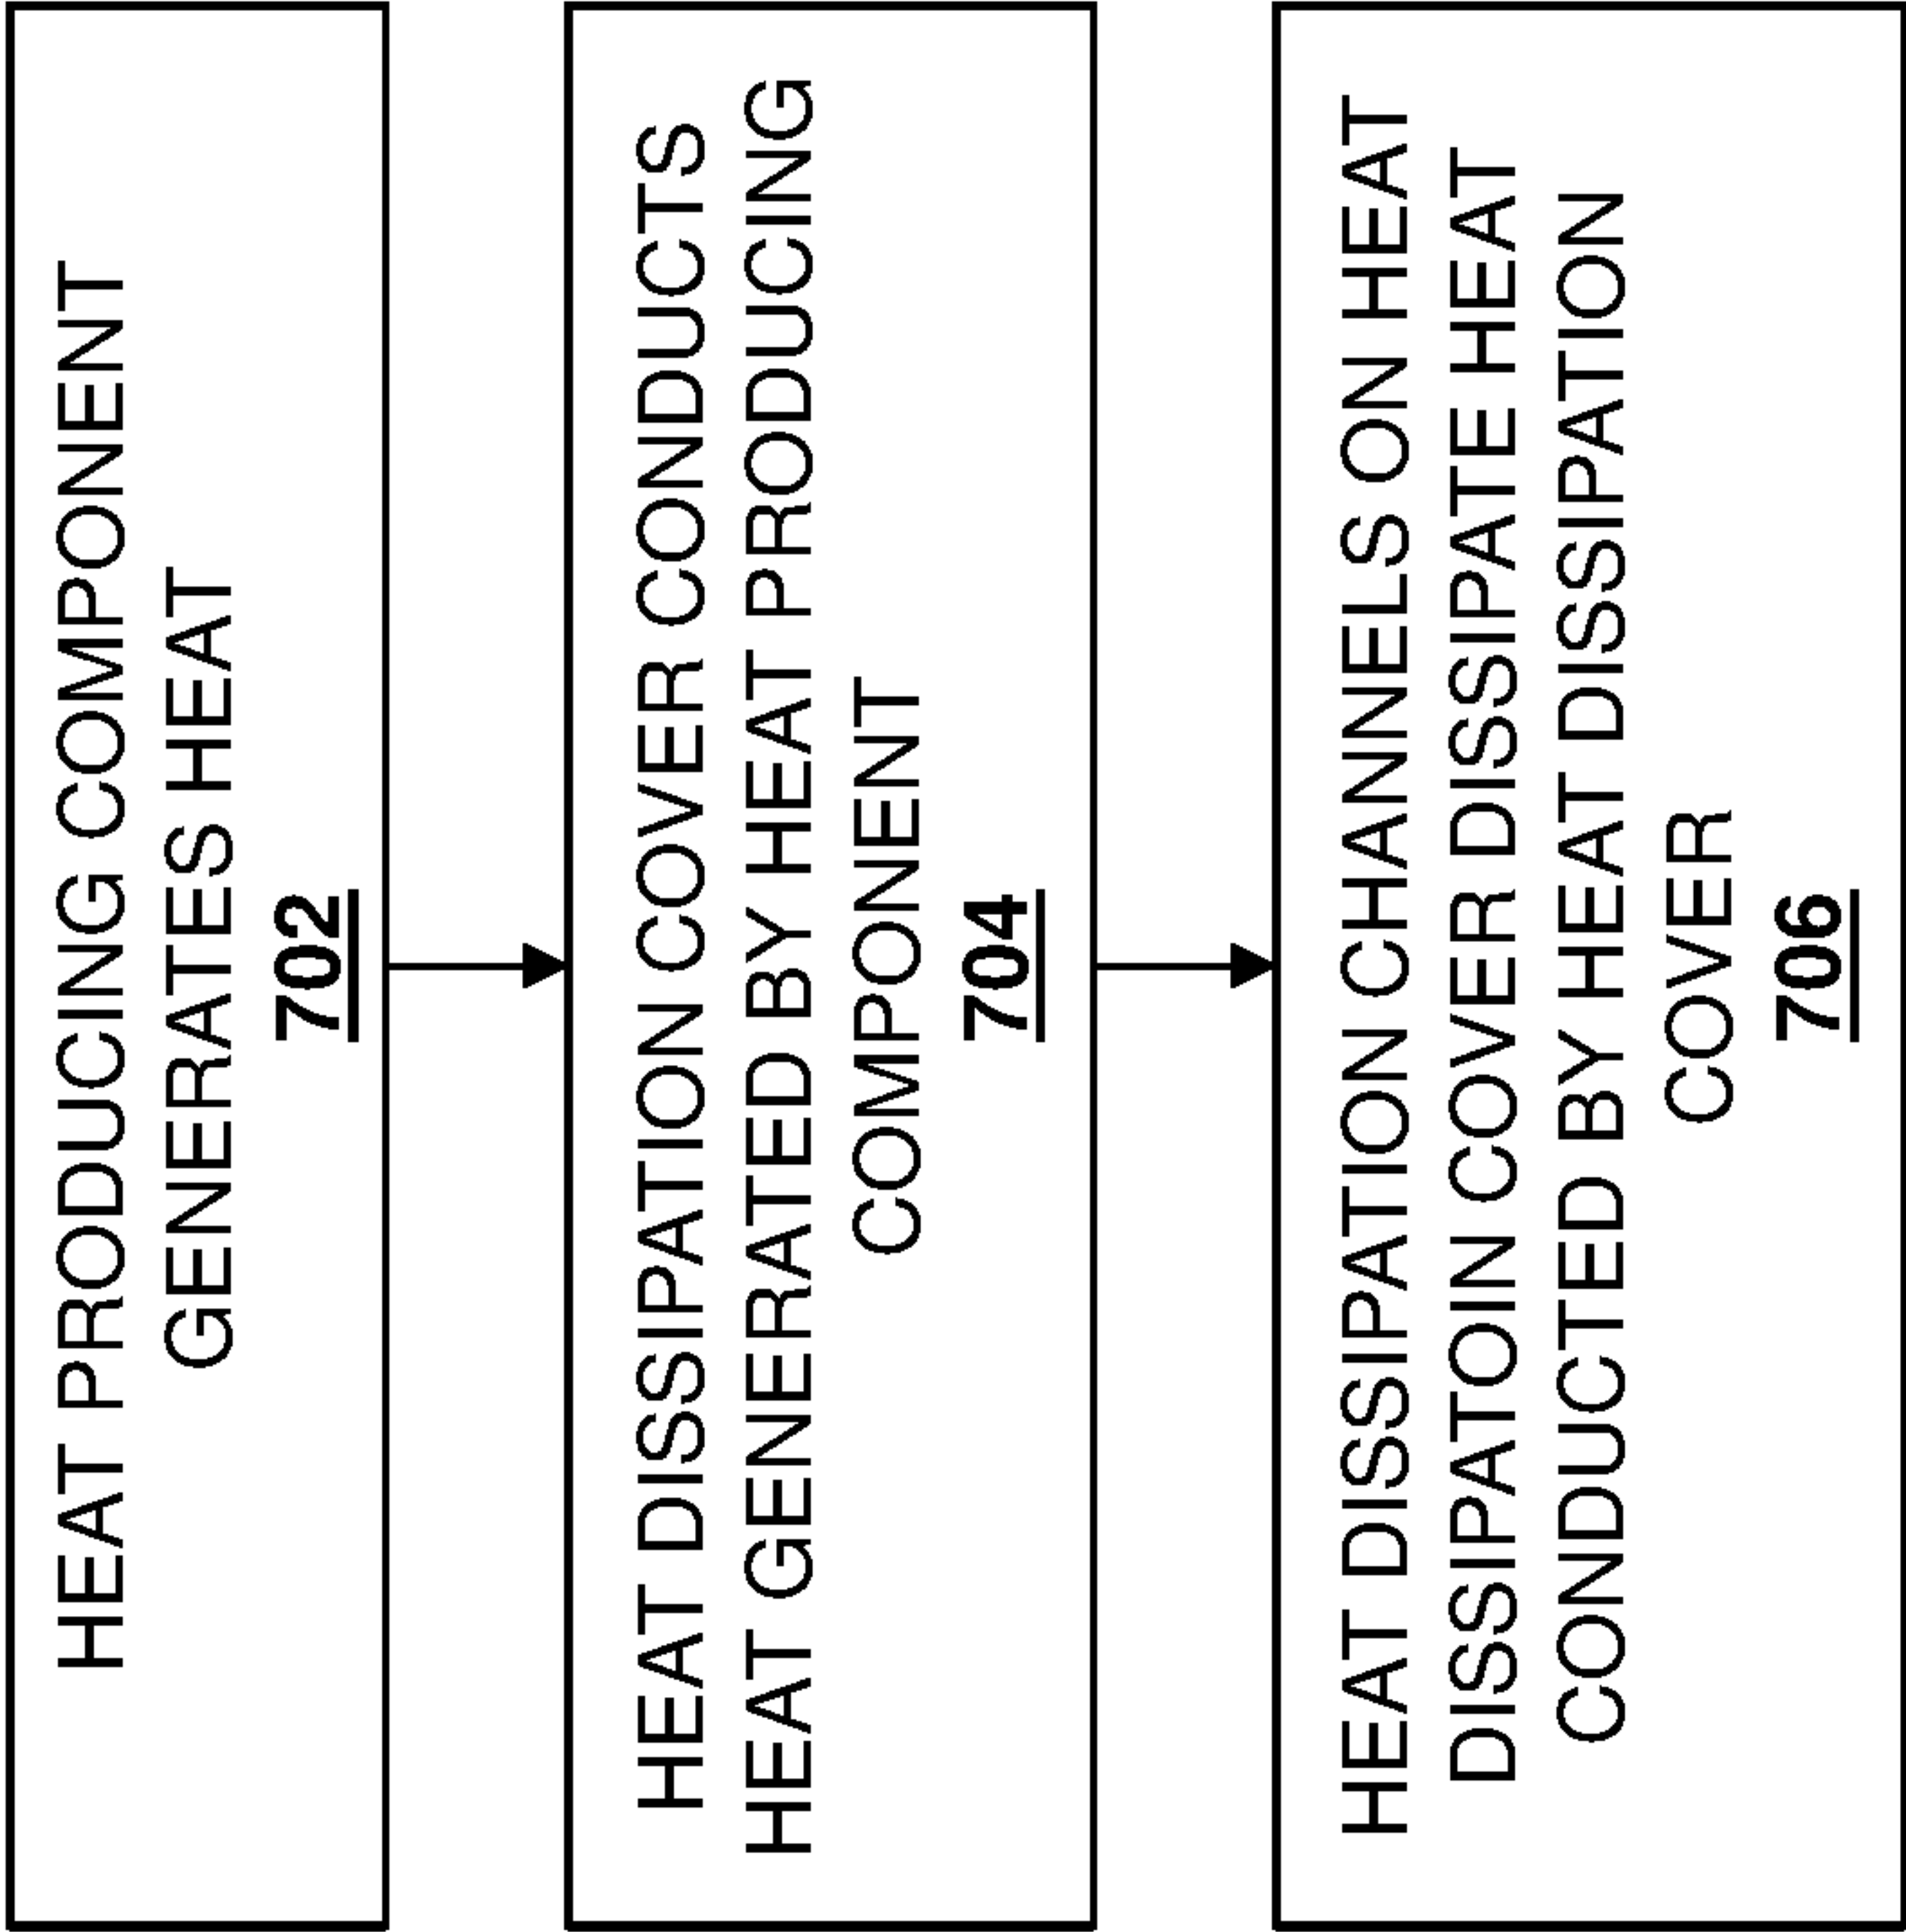 HEAT PRODUCING COMPONENT
GENERATES HEAT
702
HEAT DISSIPATION COVER CONDUCTS
HEAT GENERATED BY HEAT PRODUCING
COMPONENT
704
HEAT DISSIPATION CHANNELS ON HEAT
DISSIPATOIN COVER DISSIPATE HEAT
CONDUCTED BY HEAT DISSIPATION
COVER
706